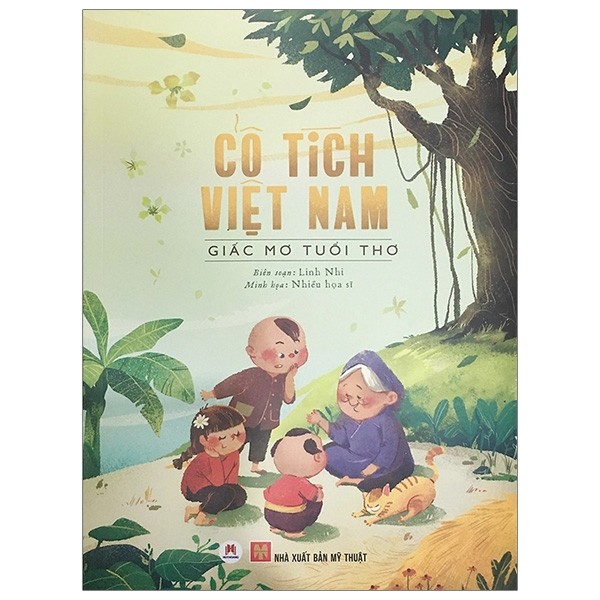 CỔ TÍCH
VIỆT NAM
GIẤC MƠ TUỔI THƠ
Biên soạn: Linh Nhi
Minh họa: Nhiều họa sĩ
NHÀ XUẤT BẢN MỸ THUẬT